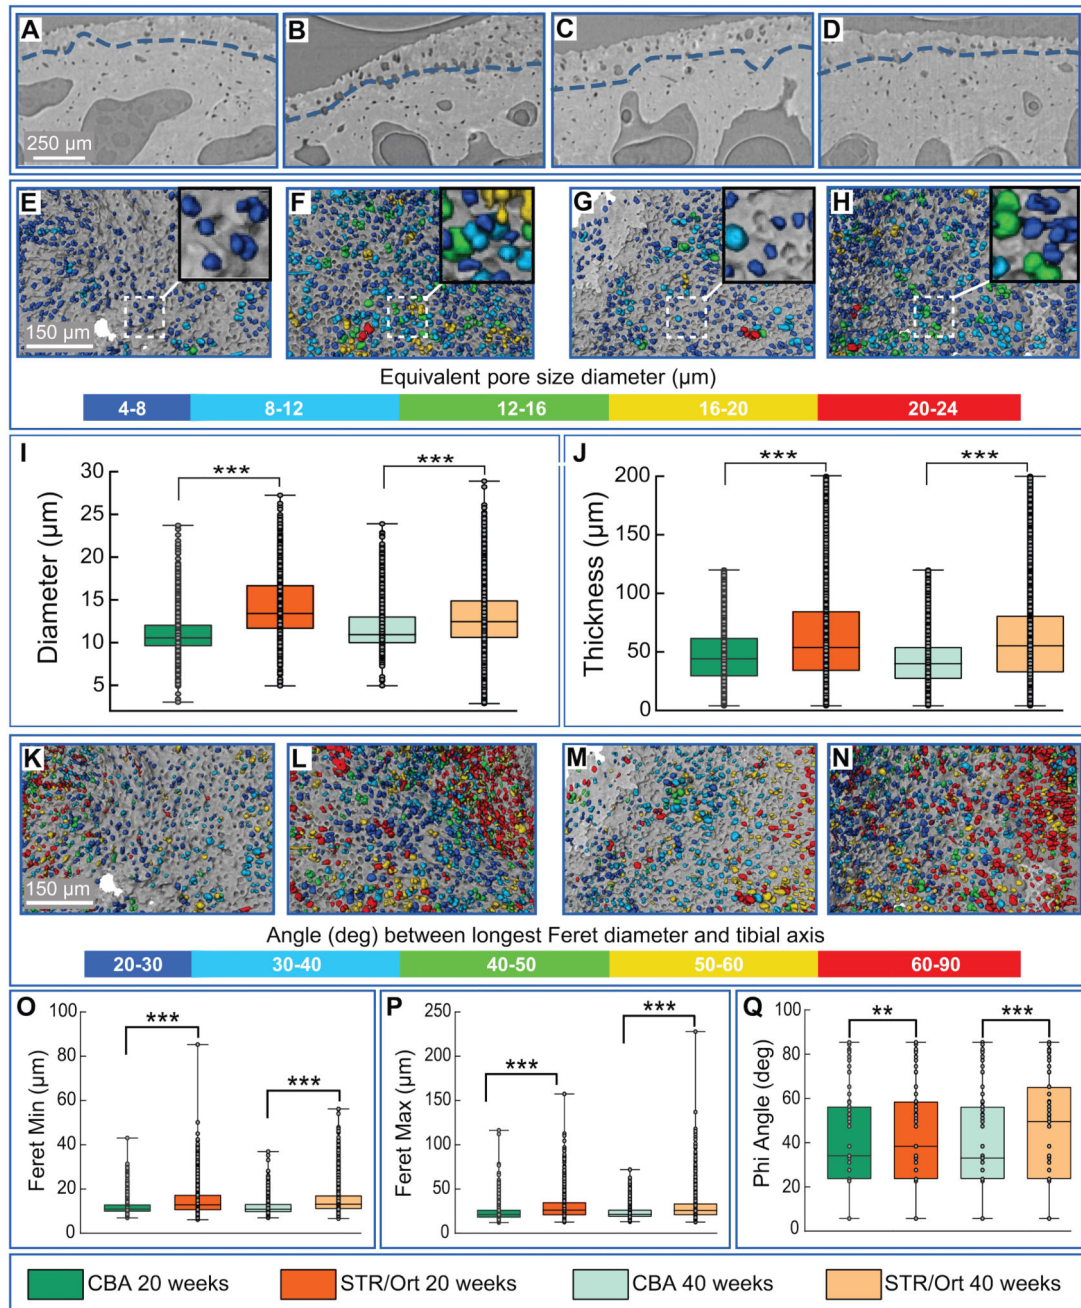 A
B
C
D
250 µm
E
F
G
H
150 µm
Equivalent pore size diameter (µm)
4-8 8-12 12-16 16-20 20-24
I
***
***
Diameter (µm)
30
25
20
15
10
5
J
***
***
Thickness (µm)
200
150
100
50
0
K
L
M
N
150 µm
Angle (deg) between longest Feret diameter and tibial axis
20-30 30-40 40-50 50-60 60-90
O
***
***
Feret Min (µm)
100
80
60
40
20
0
P
***
***
Feret Max (µm)
250
200
150
100
50
0
Q
**
***
Phi Angle (deg)
100
80
60
40
20
0
CBA 20 weeks STR/Ort 20 weeks CBA 40 weeks STR/Ort 40 weeks